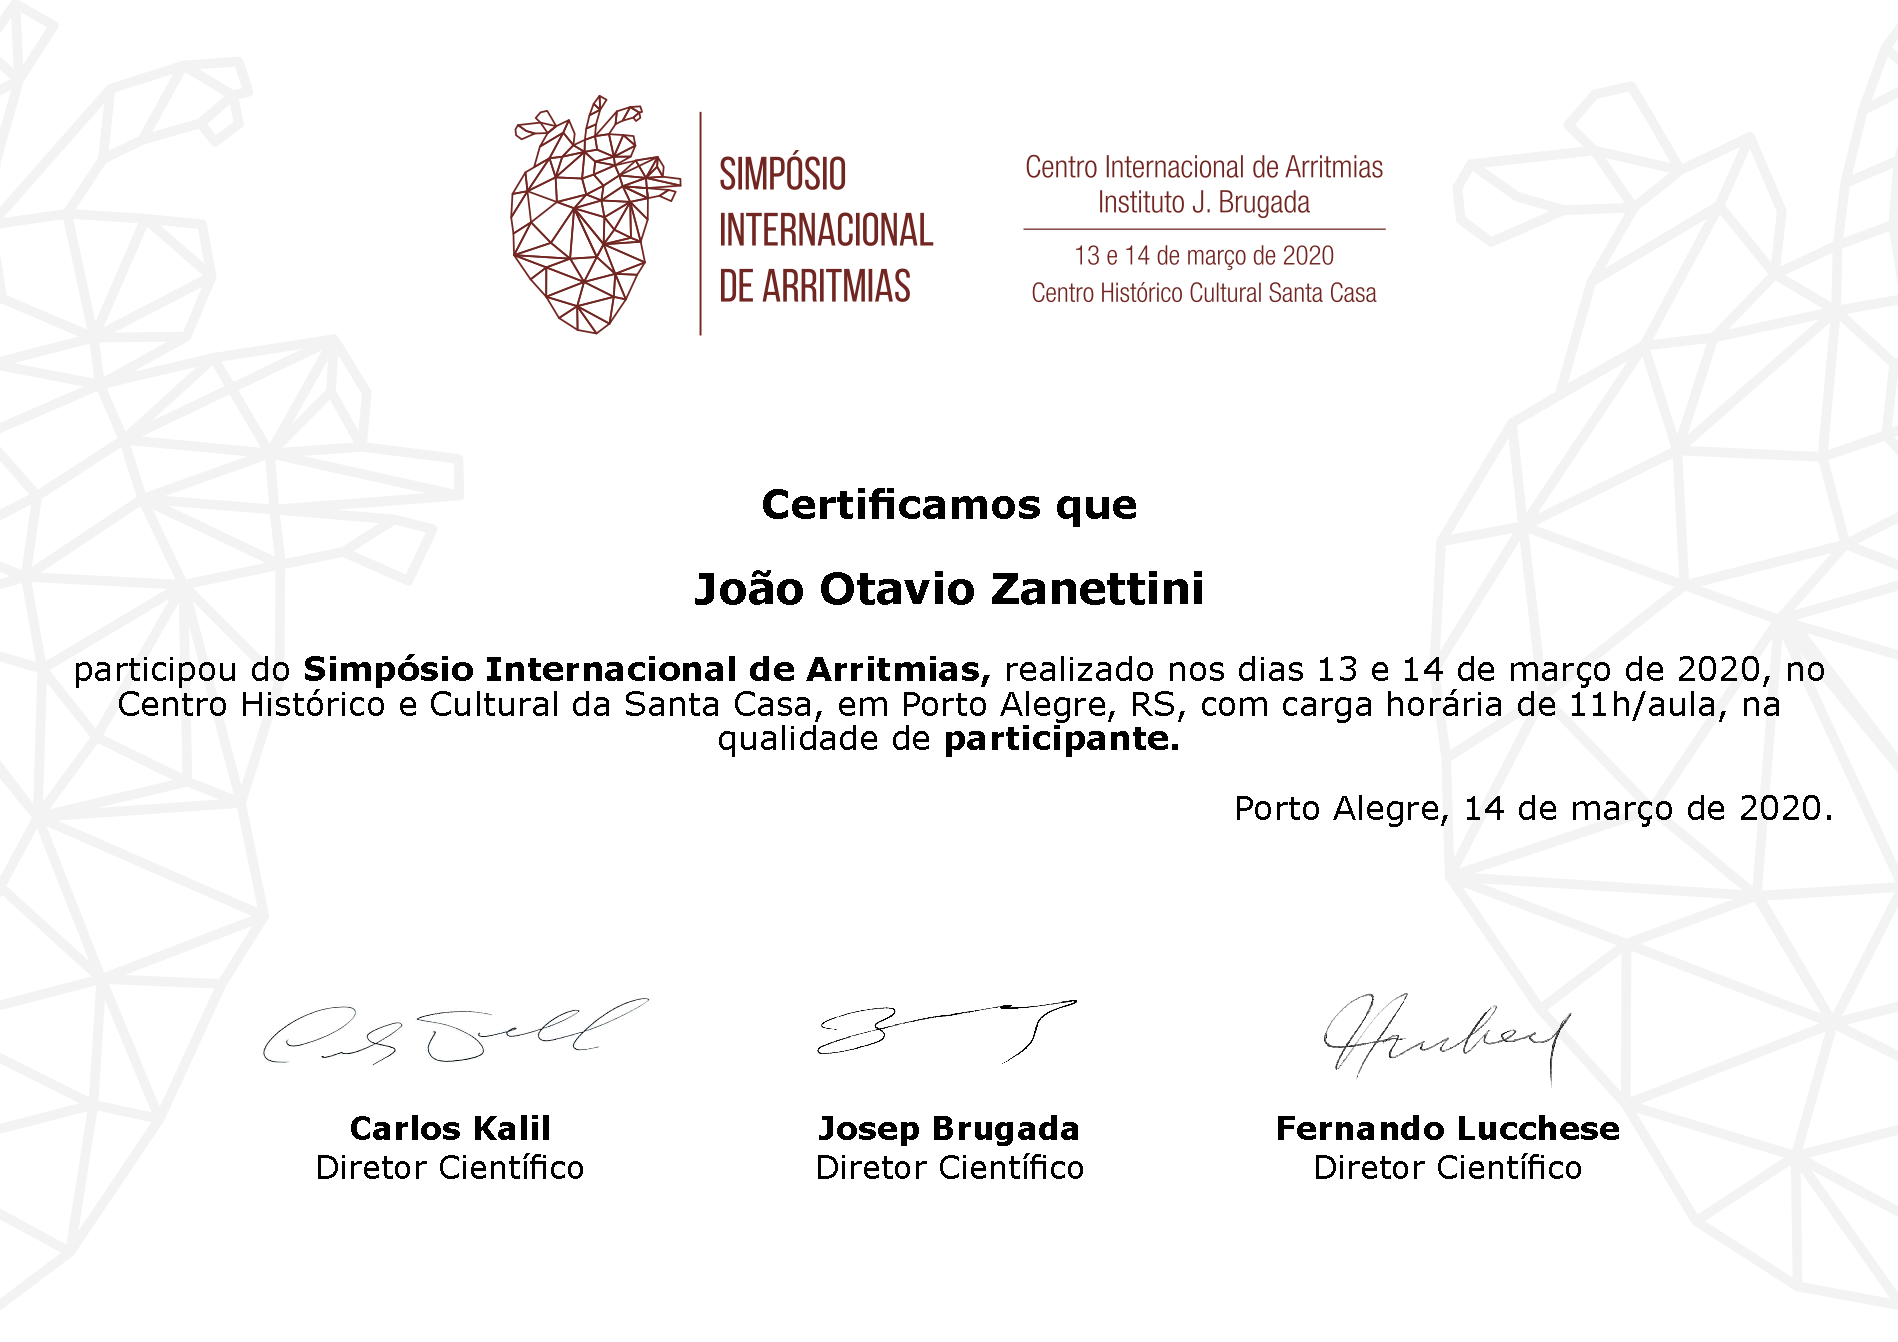 SIMPÓSIO
INTERNACIONAL
DE ARRITMIAS
Centro Internacional de Arritmias
Instituto J. Brugada
13 e 14 de março de 2020
Centro Histórico Cultural Santa Casa
Certificamos que
João Otavio Zanettini
participou do Simpósio Internacional de Arritmias, realizado nos dias 13 e 14 de março de 2020, no
Centro Histórico e Cultural da Santa Casa, em Porto Alegre, RS, com carga horária de 11h/aula, na
qualidade de participante.
Porto Alegre, 14 de março de 2020.
Carlos Kalil
Diretor Científico
Josep Brugada
Diretor Científico
Fernando Lucchese
Diretor Científico